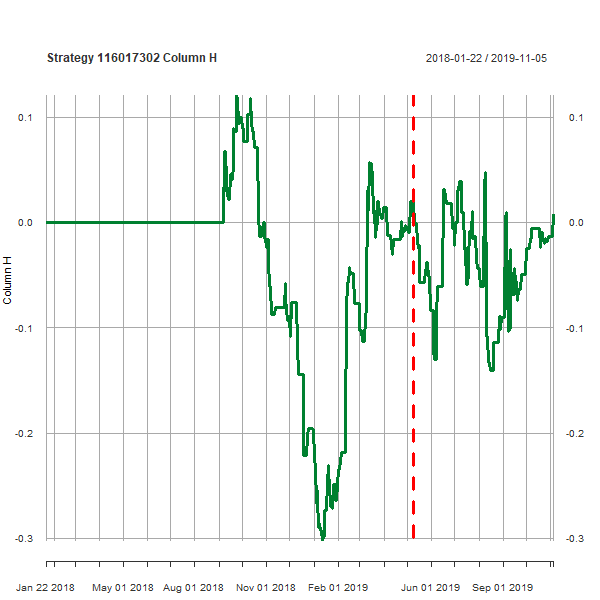 Strategy 116017302 Column H 2018-01-22 / 2019-11-05
0.1 0.1
0.0 0.0
-0.1 -0.1
-0.2 -0.2
-0.3 -0.3
Column H
Jan 22 2018 May 01 2018 Aug 01 2018 Nov 01 2018 Feb 01 2019 Jun 01 2019 Sep 01 2019